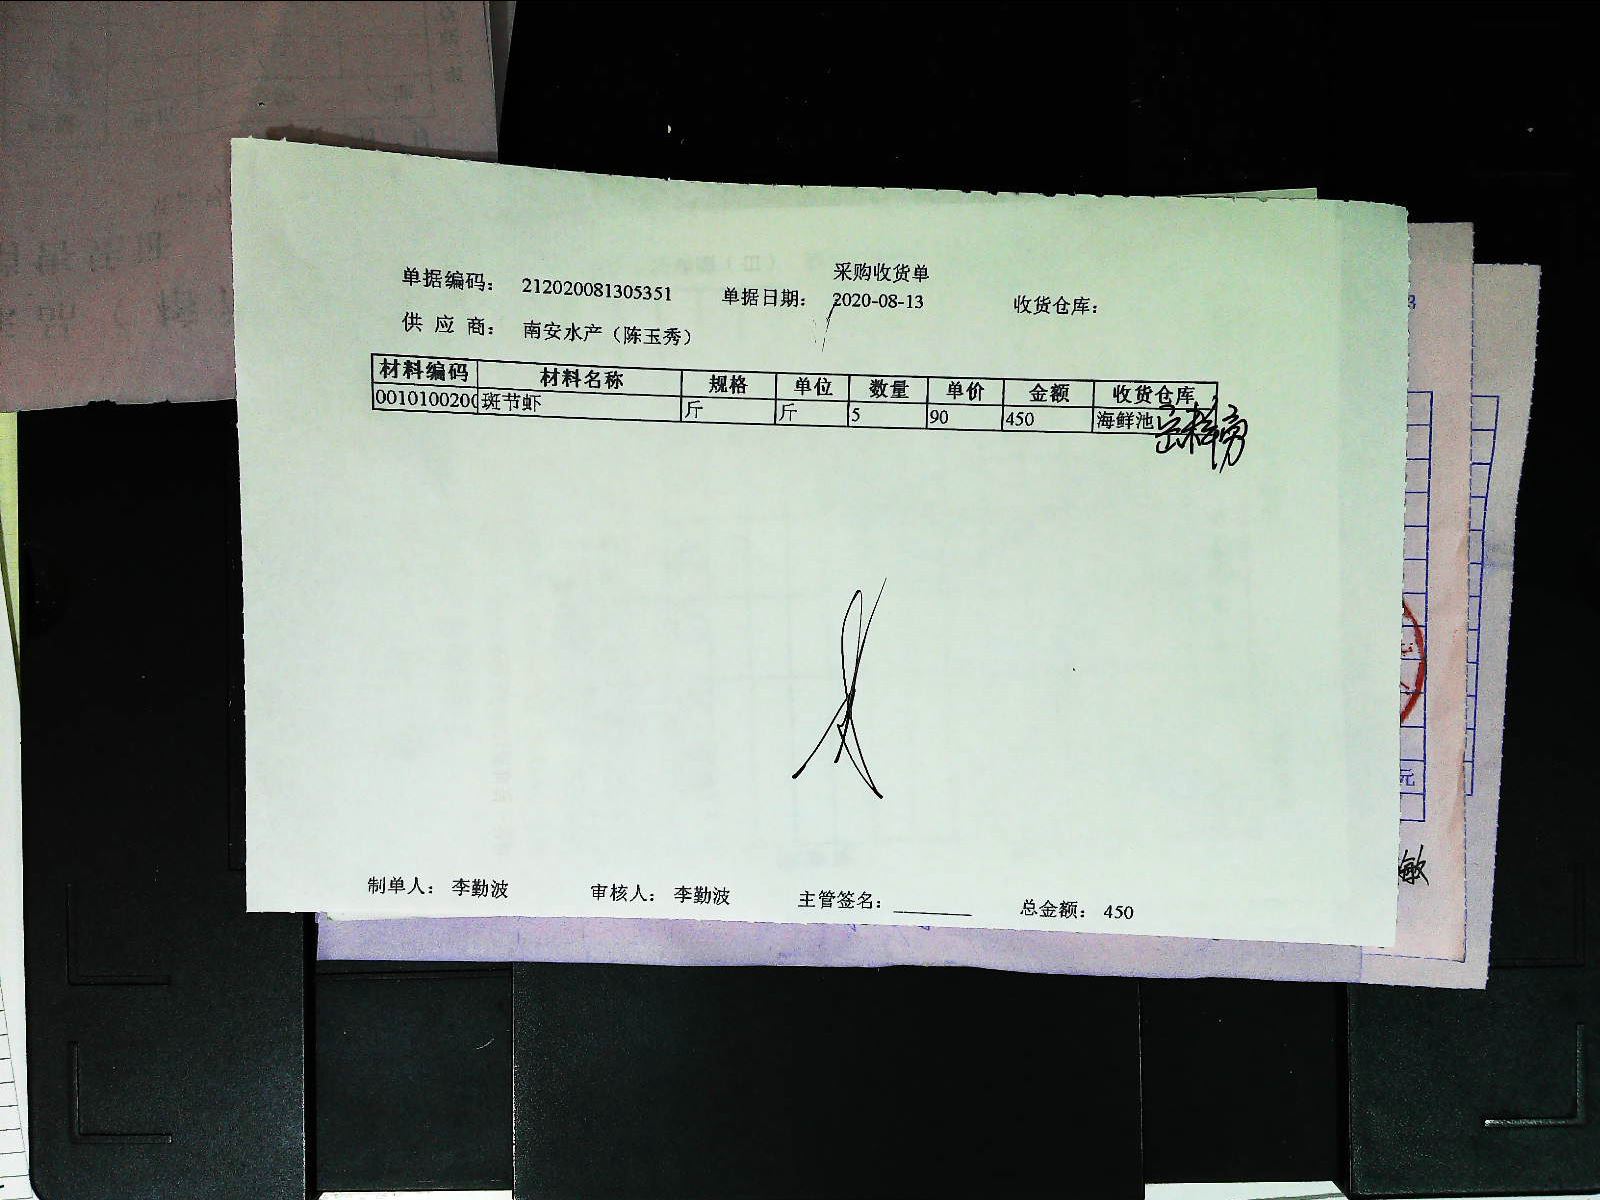 采购收货单
单据编码： 212020081305351 单据日期： 2020-08-13 收货仓库：
供 应 商： 南安水产（陈玉秀）
材料编码 材料名称 规格 单位 数量 单价 金额 收货仓库
0010100200 斑节虾 斤 斤 5 90 450 海鲜池
制单人： 李勤波 审核人： 李勤波 主管签名：________ 总金额： 450
元
敏